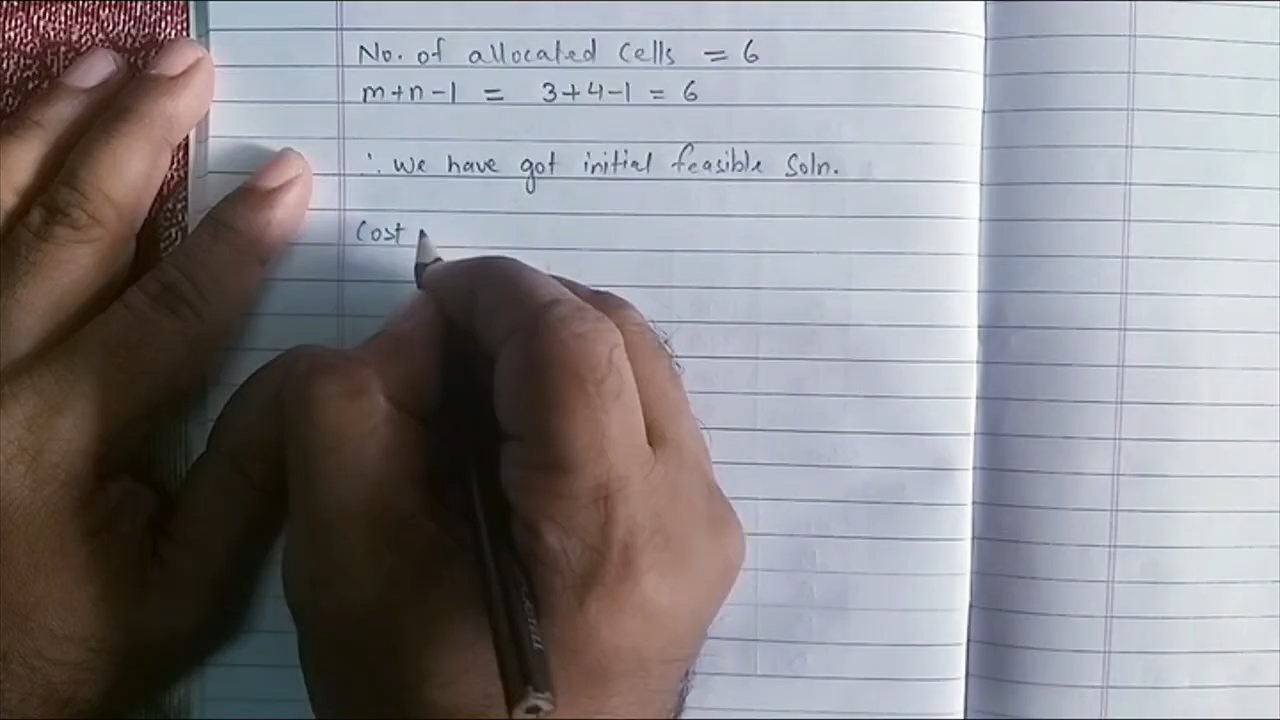 No. of allocated cells = 6
m+n-1 = 3+4-1 = 6
∴ we have got initial feasible soln.
Cost